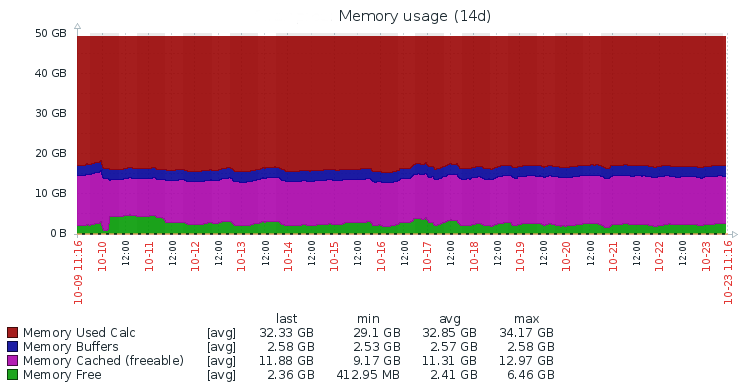 Memory usage (14d)
50 GB
40 GB
30 GB
20 GB
10 GB
0 B
10-09 11:16
10-10
12:00
10-11
12:00
10-12
12:00
10-13
12:00
10-14
12:00
10-15
12:00
10-16
12:00
10-17
12:00
10-18
12:00
10-19
12:00
10-20
12:00
10-21
12:00
10-22
12:00
10-23
10-23 11:16
last min avg max
Memory Used Calc [avg] 32.33 GB 29.1 GB 32.85 GB 34.17 GB
Memory Buffers [avg] 2.58 GB 2.53 GB 2.57 GB 2.58 GB
Memory Cached (freeable) [avg] 11.88 GB 9.17 GB 11.31 GB 12.97 GB
Memory Free [avg] 2.36 GB 412.95 MB 2.41 GB 6.46 GB